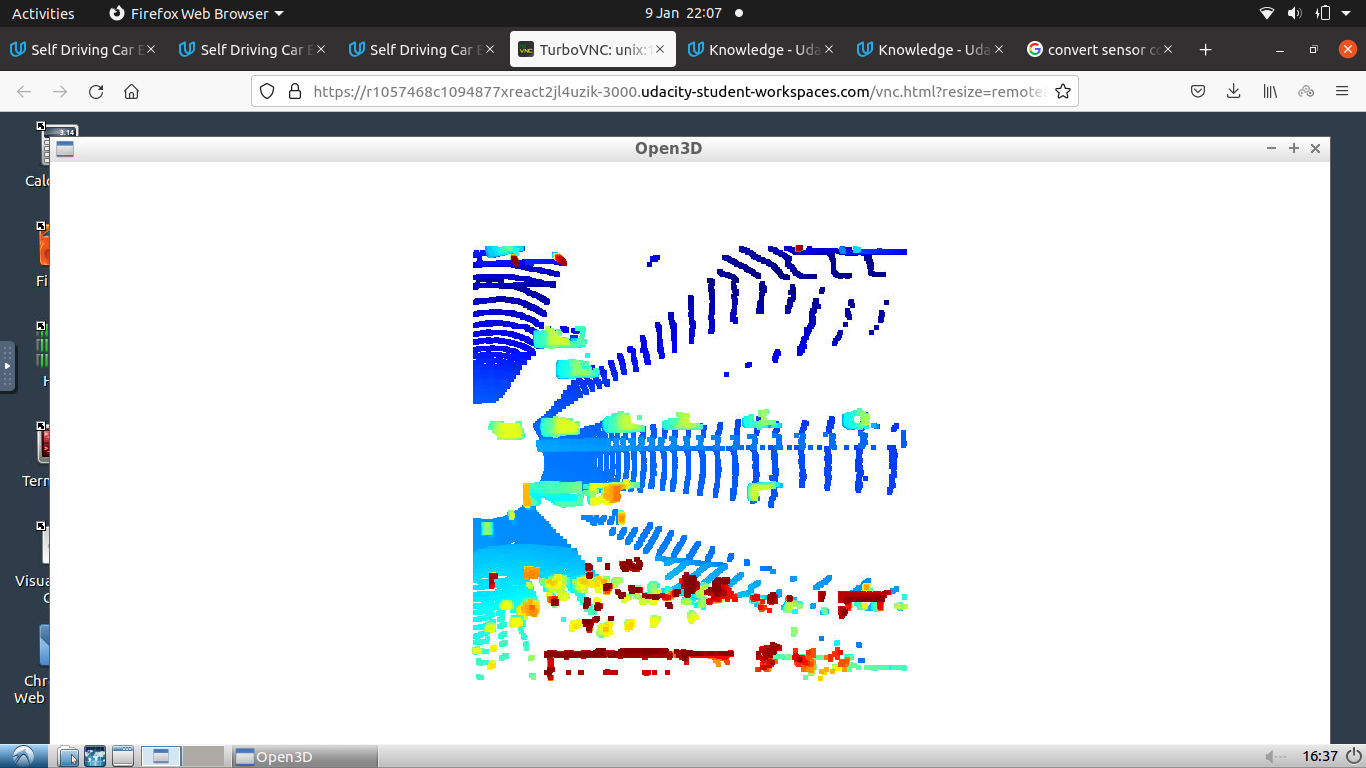 Activities
Firefox Web Browser
9 Jan 22:07
Self Driving Car E
Self Driving Car E
Self Driving Car E
VNC
TurboVNC: unix:1
Knowledge - Uda
Knowledge - Uda
convert sensor co
https://r1057468c1094877xreact2jl4uzik-3000.udacity-student-workspaces.com/vnc.html?resize=remote&
3.14
Open3D
Calc
Fi
H
Term
Visua
C
Chr
Web
Open3D
16:37